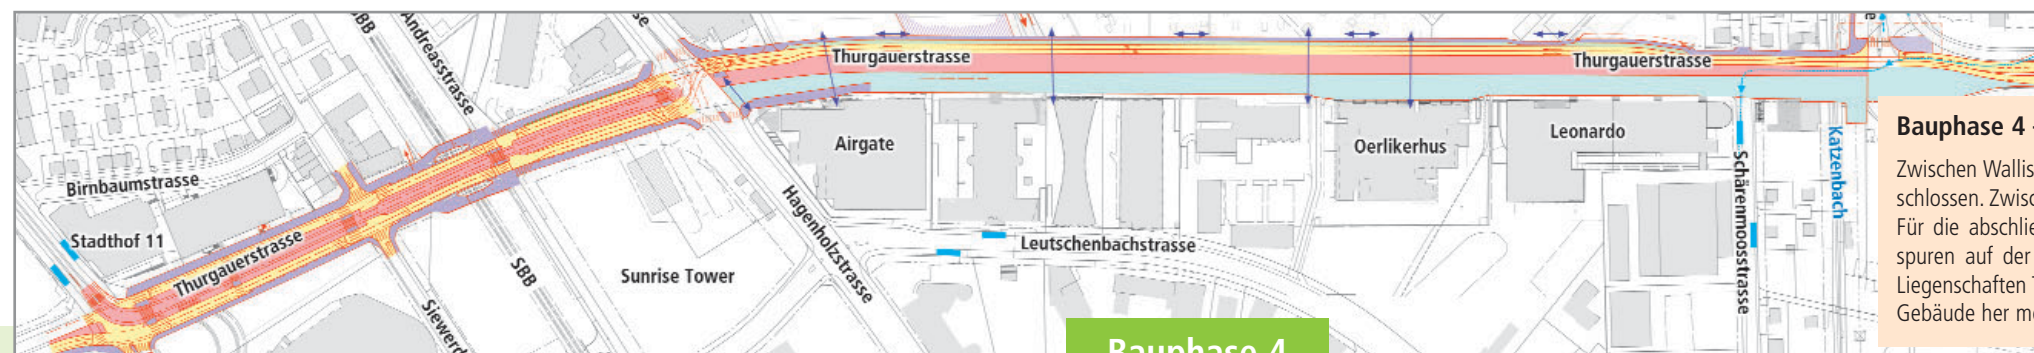 SBB
Andreasstrasse
Thurgauerstrasse
Thurgauerstrasse
Airgate
Oerlikerhus
Leonardo
Birnbaumstrasse
Stadthof 11
Thurgauerstrasse
SBB
Sunrise Tower
Hagenholzstrasse
Leutschenbachstrasse
Schärenmoosstrasse
Katzenbach
Siewerd
Bauphase 4
Bauphase 4
Zwischen Wallis
schlossen. Zwisc
Für die abschlie
spuren auf der
Liegenschaften
Gebäude her m